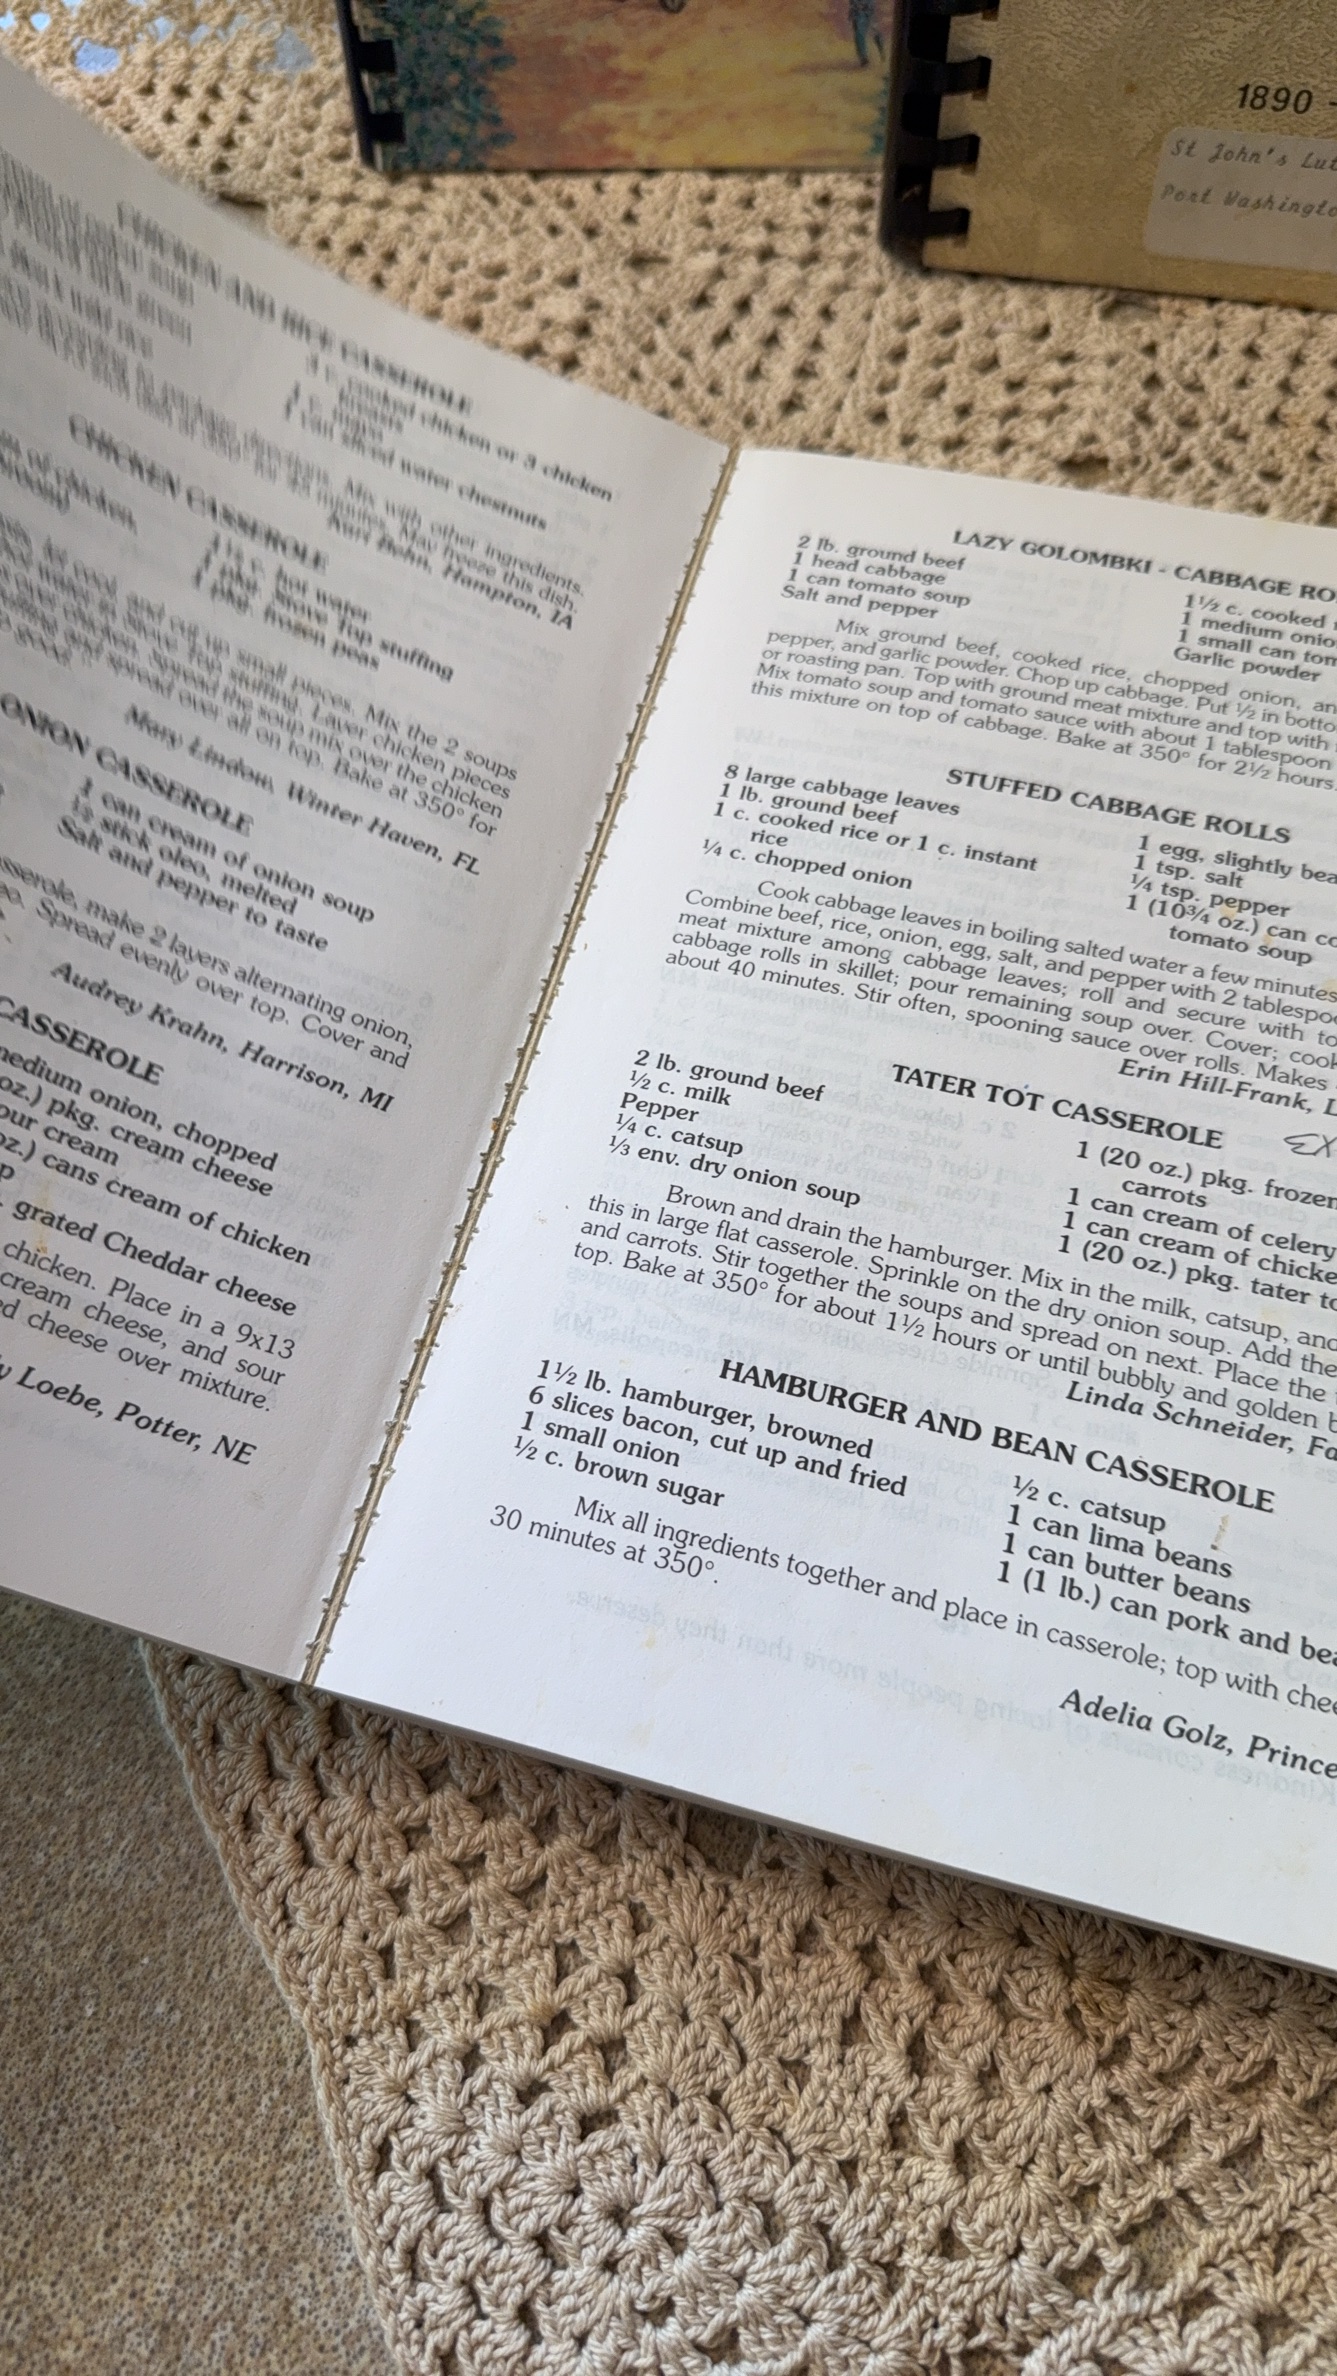 1890 -
St John's Lut
Port Washingto
CHICKEN AND RICE CASSEROLE
3 c. cooked chicken or 3 chicken
breasts
1 c. mayo
1 can sliced water chestnuts
directions. Mix with other ingredients.
45 minutes. May freeze this dish.
Hampton, IA
CHICKEN CASSEROLE
of chicken
1½ c. hot water
1 pkg. Stove Top stuffing
1 pkg. frozen peas
cool and cut up small pieces. Mix the 2 soups
Stove Top stuffing. Layer chicken pieces
chicken. Spread the soup mix over the chicken
and spread over all on top. Bake at 350° for
Mary Lindow, Winter Haven, FL
ONION CASSEROLE
1 can cream of onion soup
½ stick oleo, melted
Salt and pepper to taste
sserole, make 2 layers alternating onion,
eo. Spread evenly over top. Cover and
Audrey Krahn, Harrison, MI
CASSEROLE
medium onion, chopped
oz.) pkg. cream cheese
our cream
oz.) cans cream of chicken
p
grated Cheddar cheese
chicken. Place in a 9x13
cream cheese, and sour
d cheese over mixture.
y Loebe, Potter, NE
LAZY GOLOMBKI - CABBAGE RO
2 lb. ground beef
1 head cabbage
1 can tomato soup
Salt and pepper
1½ c. cooked
1 medium onio
1 small can tom
Garlic powder
Mix ground beef, cooked rice, chopped onion, an
pepper, and garlic powder. Chop up cabbage. Put ½ in botto
or roasting pan. Top with ground meat mixture and top with
Mix tomato soup and tomato sauce with about 1 tablespoon
this mixture on top of cabbage. Bake at 350° for 2½ hours.
STUFFED CABBAGE ROLLS
8 large cabbage leaves
1 lb. ground beef
1 c. cooked rice or 1 c. instant
rice
¼ c. chopped onion
1 egg, slightly bea
1 tsp. salt
¼ tsp. pepper
1 (10¾ oz.) can co
tomato soup
Cook cabbage leaves in boiling salted water a few minutes
Combine beef, rice, onion, egg, salt, and pepper with 2 tablespo
meat mixture among cabbage leaves; roll and secure with to
cabbage rolls in skillet; pour remaining soup over. Cover; cook
about 40 minutes. Stir often, spooning sauce over rolls. Makes
Erin Hill-Frank, L
TATER TOT CASSEROLE EX
2 lb. ground beef
½ c. milk
Pepper
¼ c. catsup
⅓ env. dry onion soup
1 (20 oz.) pkg. frozen
carrots
1 can cream of celery
1 can cream of chicke
1 (20 oz.) pkg. tater to
Brown and drain the hamburger. Mix in the milk, catsup, and
this in large flat casserole. Sprinkle on the dry onion soup. Add the
and carrots. Stir together the soups and spread on next. Place the
top. Bake at 350° for about 1½ hours or until bubbly and golden b
Linda Schneider, Fa
HAMBURGER AND BEAN CASSEROLE
1½ lb. hamburger, browned
6 slices bacon, cut up and fried
1 small onion
½ c. brown sugar
½ c. catsup
1 can lima beans
1 can butter beans
1 (1 lb.) can pork and bea
Mix all ingredients together and place in casserole; top with chee
30 minutes at 350°.
Adelia Golz, Prince